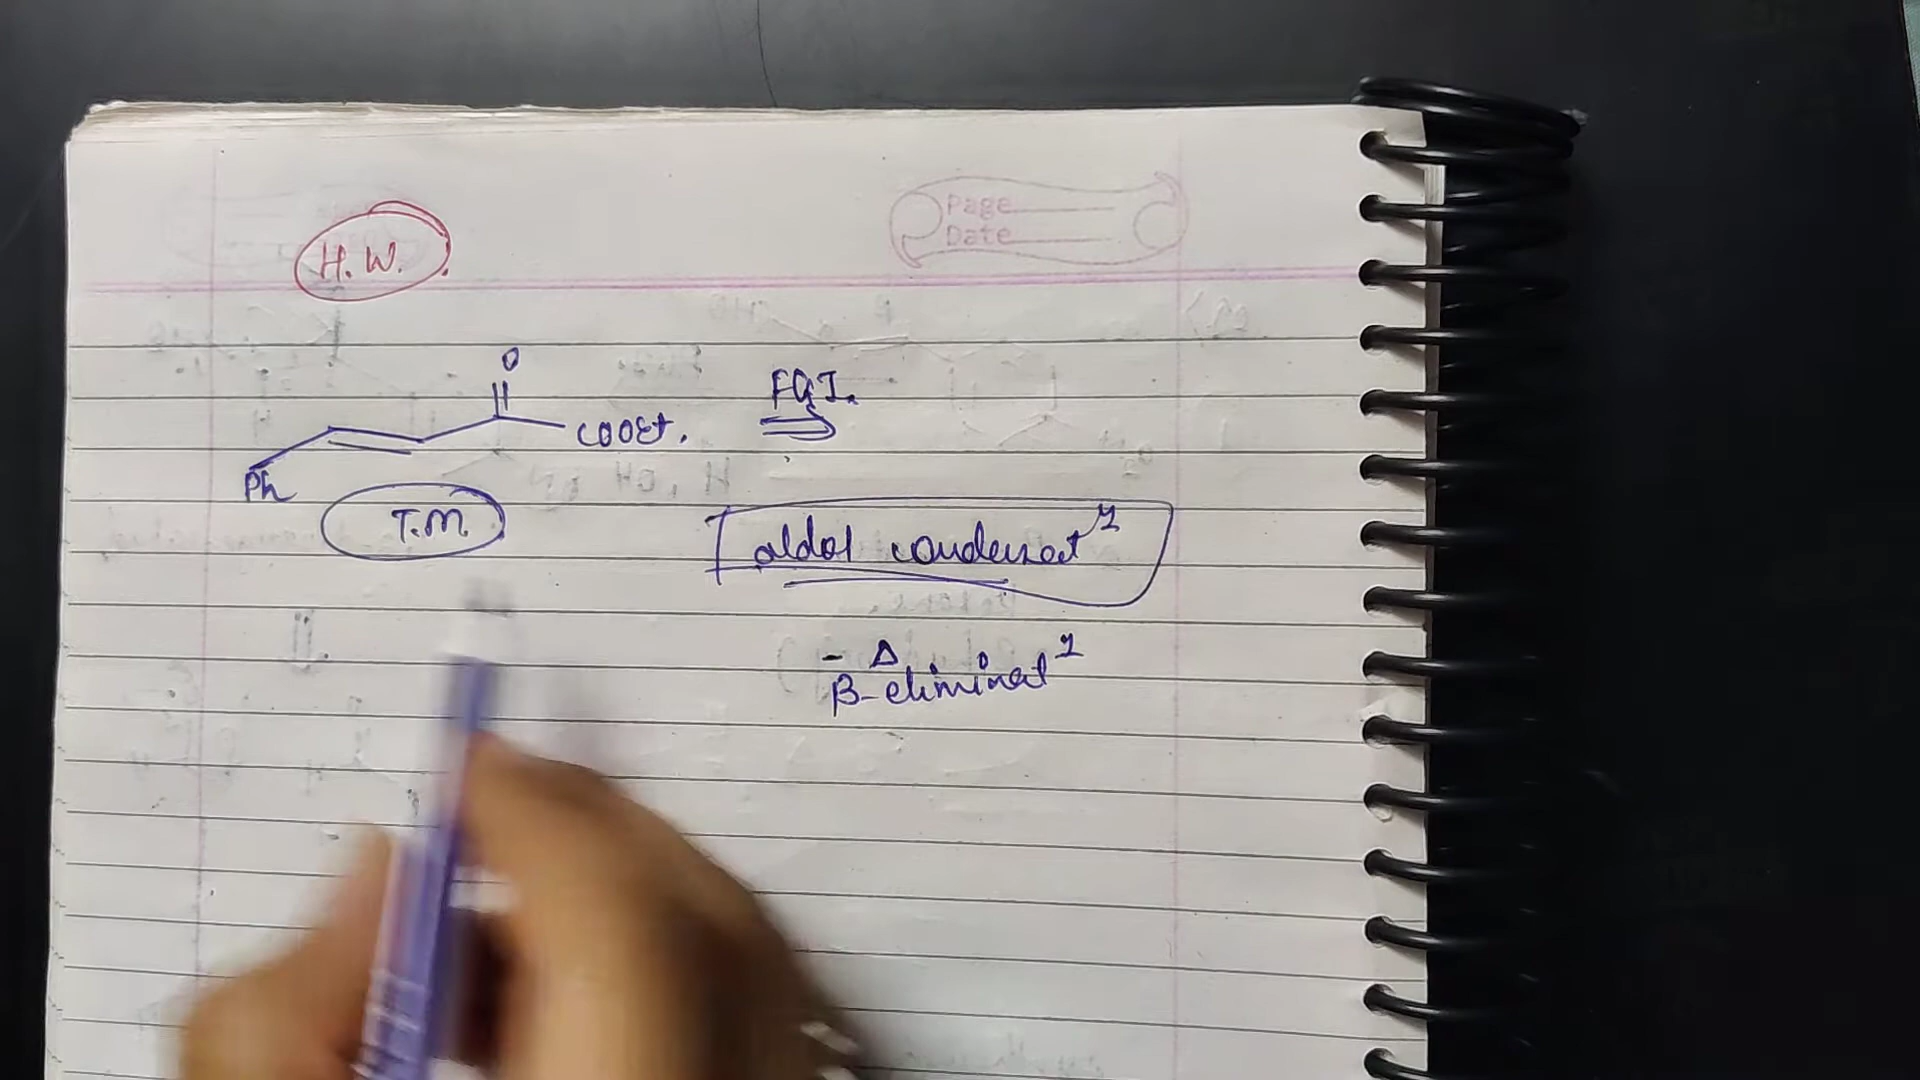 Page
Date
H.W.
O
FGI.
COOEt.
Ph
T.M.
aldol condensat
- Δ
β-eliminat